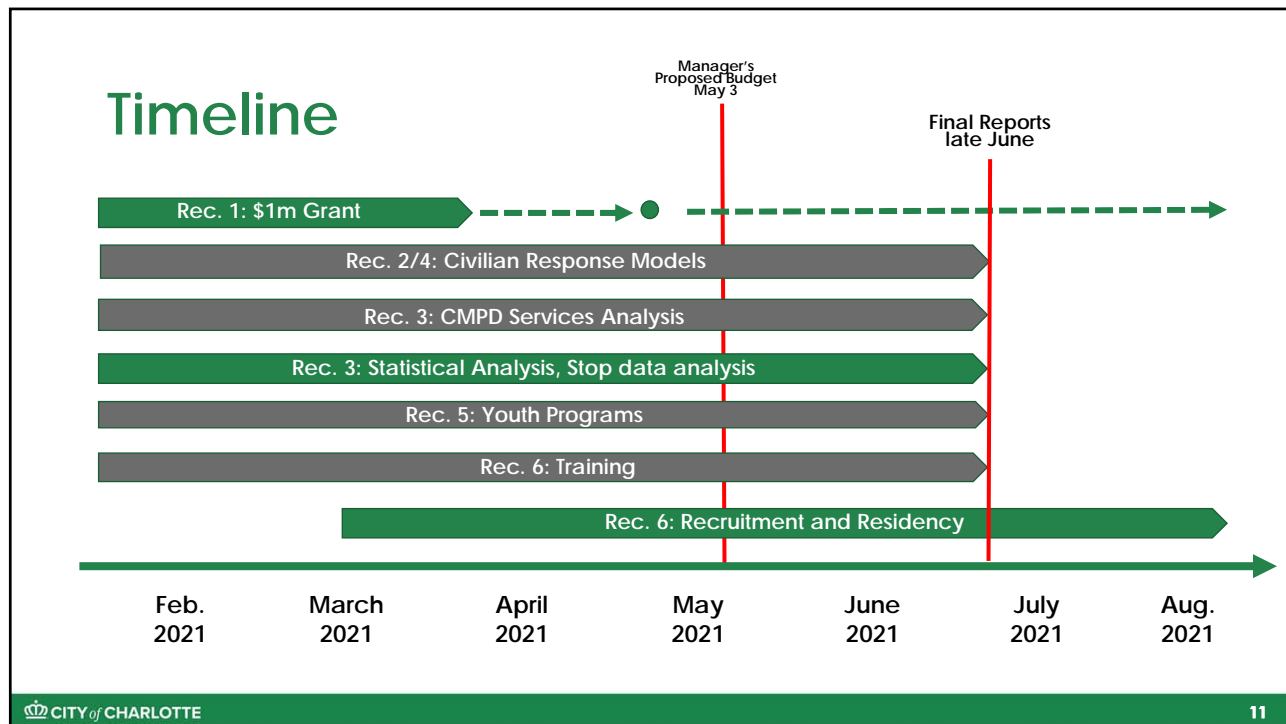 Manager's
Proposed Budget
May 3
Timeline
Final Reports
late June
Rec. 1: $1m Grant
Rec. 2/4: Civilian Response Models
Rec. 3: CMPD Services Analysis
Rec. 3: Statistical Analysis, Stop data analysis
Rec. 5: Youth Programs
Rec. 6: Training
Rec. 6: Recruitment and Residency
Feb.
2021
March
2021
April
2021
May
2021
June
2021
July
2021
Aug.
2021
CITY of CHARLOTTE
11